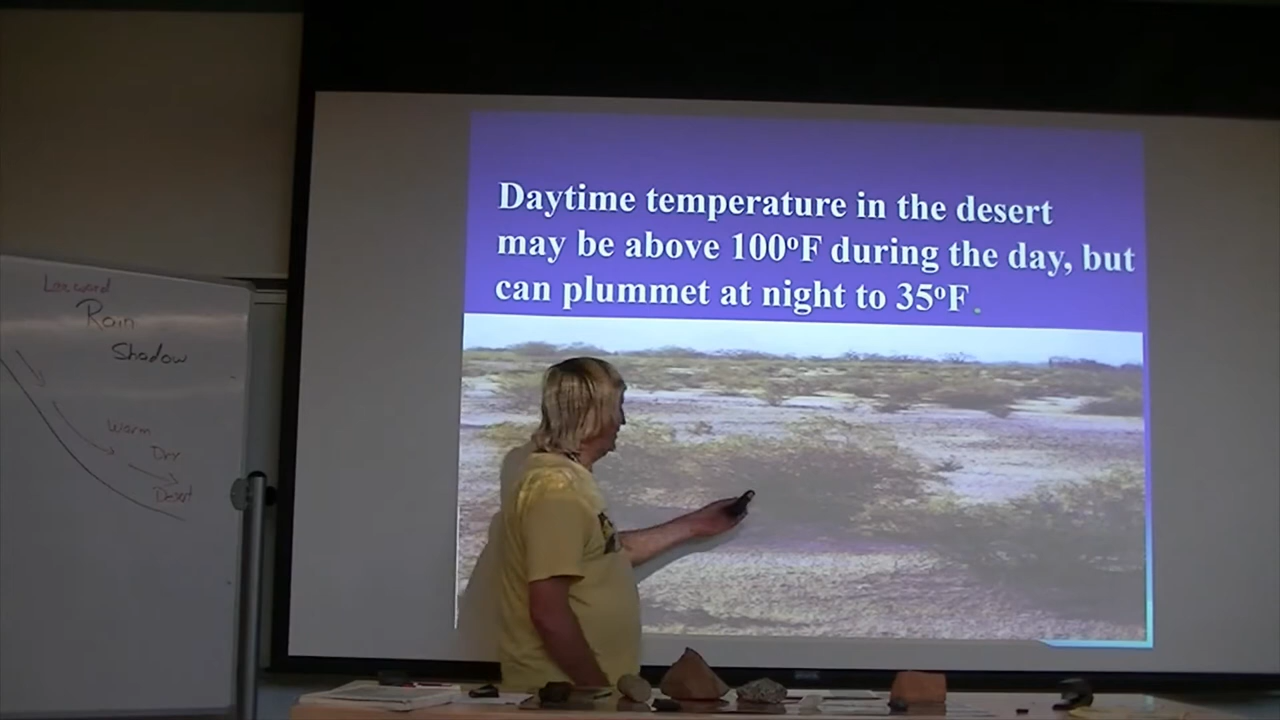 Leeward
Rain
Shadow
Warm
Dry
Desert
Daytime temperature in the desert
may be above 100ºF during the day, but
can plummet at night to 35ºF.